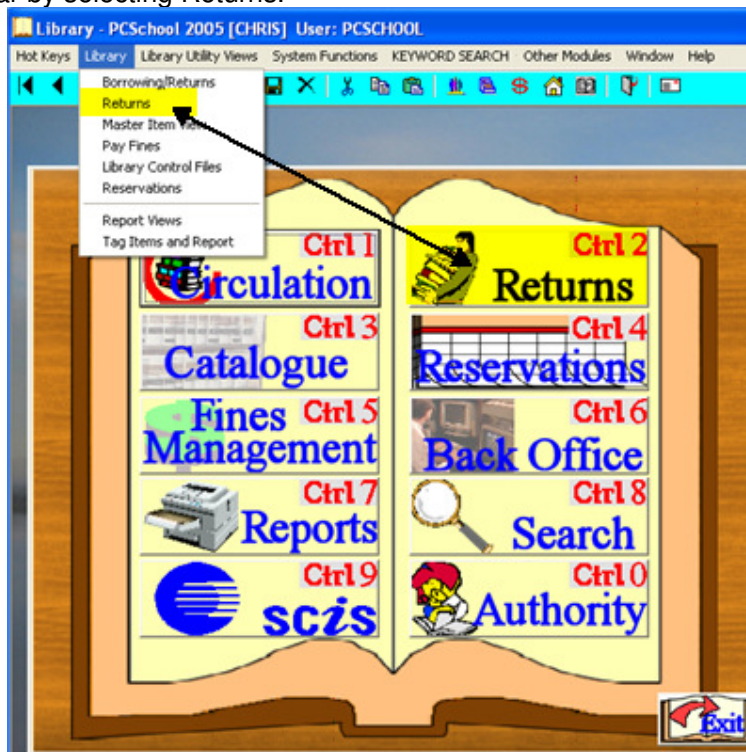 ar by selecting Returns.
Library - PCSchool 2005 [CHRIS] User: PCSCHOOL
Hot Keys Library Library Utility Views System Functions KEYWORD SEARCH Other Modules Window Help
Borrowing/Returns
Returns
Master Item View
Pay Fines
Library Control Files
Reservations
Report Views
Tag Items and Report
Ctrl 1
Circulation
Ctrl 2
Returns
Ctrl 3
Catalogue
Ctrl 4
Reservations
Ctrl 5
Fines
Management
Ctrl 6
Back Office
Ctrl 7
Reports
Ctrl 8
Search
Ctrl 9
scis
Ctrl 0
Authority
Exit